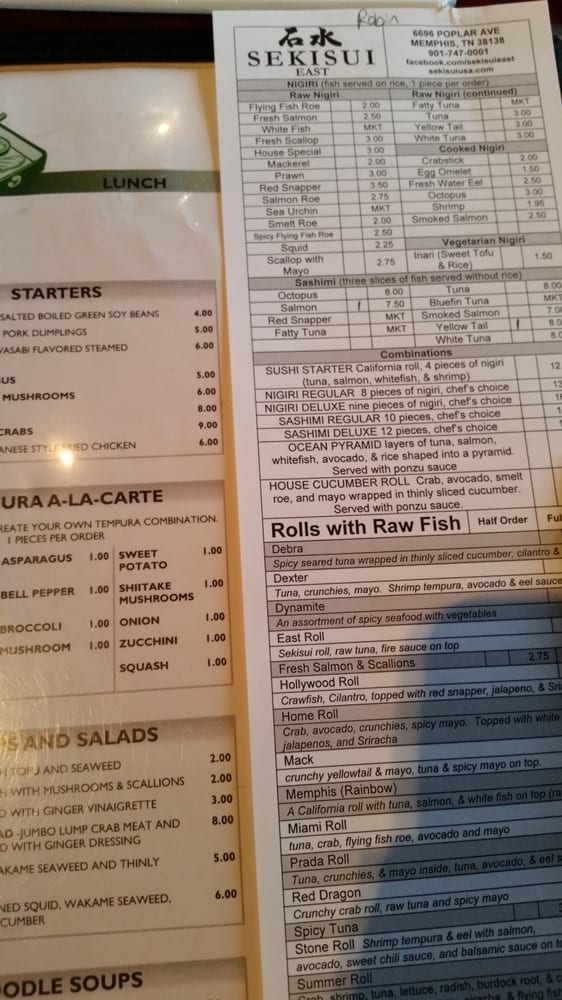 Robin
石水
SEKISUI
EAST
6696 POPLAR AVE
MEMPHIS, TN 38138
901-747-0001
facebook.com/sekisuieast
sekisuiusa.com
NIGIRI (fish served on rice, 1 piece per order)
Raw Nigiri
Flying Fish Roe 2.00
Fresh Salmon 2.50
White Fish MKT
Fresh Scallop 3.00
House Special 3.00
Mackerel 2.00
Prawn 3.00
Red Snapper 3.50
Salmon Roe 2.75
Sea Urchin MKT
Smelt Roe 2.00
Spicy Flying Fish Roe 2.50
Squid 2.25
Scallop with
Mayo 2.75
Raw Nigiri (continued)
Fatty Tuna MKT
Tuna 3.00
Yellow Tail 3.00
White Tuna 3.00
Cooked Nigiri
Crabstick 2.00
Egg Omelet 1.50
Fresh Water Eel 2.50
Octopus 3.00
Shrimp 1.95
Smoked Salmon 2.50
Vegetarian Nigiri
Inari (Sweet Tofu
& Rice) 1.50
Sashimi (three slices of fish served without rice)
Octopus 8.00
Salmon 7.50
Red Snapper MKT
Fatty Tuna MKT
Tuna 8.00
Bluefin Tuna MKT
Smoked Salmon 7.0
Yellow Tail 8.0
White Tuna 8.
Combinations
SUSHI STARTER California roll, 4 pieces of nigiri
(tuna, salmon, whitefish, & shrimp) 12
NIGIRI REGULAR 8 pieces of nigiri, chef's choice 13
NIGIRI DELUXE nine pieces of nigiri, chef's choice
SASHIMI REGULAR 10 pieces, chef's choice
SASHIMI DELUXE 12 pieces, chef's choice
OCEAN PYRAMID layers of tuna, salmon,
whitefish, avocado, & rice shaped into a pyramid.
Served with ponzu sauce
HOUSE CUCUMBER ROLL Crab, avocado, smelt
roe, and mayo wrapped in thinly sliced cucumber.
Served with ponzu sauce.
Rolls with Raw Fish Half Order Ful
Debra
Spicy seared tuna wrapped in thinly sliced cucumber, cilantro &
Dexter
Tuna, crunchies, mayo. Shrimp tempura, avocado & eel sauce
Dynamite
An assortment of spicy seafood with vegetables
East Roll
Sekisui roll, raw tuna, fire sauce on top
Fresh Salmon & Scallions 2.75
Hollywood Roll
Crawfish, Cilantro, topped with red snapper, jalapeno, & Sri
Home Roll
Crab, avocado, crunchies, spicy mayo. Topped with white
jalapenos, and Sriracha
Mack
crunchy yellowtail & mayo, tuna & spicy mayo on top.
Memphis (Rainbow)
A California roll with tuna, salmon, & white fish on top (ra
Miami Roll
tuna, crab, flying fish roe, avocado and mayo
Prada Roll
Tuna, crunchies, & mayo inside, tuna, avocado, & eel s
Red Dragon
Crunchy crab roll, raw tuna and spicy mayo
Spicy Tuna
Stone Roll Shrimp tempura & eel with salmon,
avocado, sweet chili sauce, and balsamic sauce on to
Summer Roll
Crab, shrimp, tuna, lettuce, radish, burdock root, & c
LUNCH
STARTERS
SALTED BOILED GREEN SOY BEANS 4.00
PORK DUMPLINGS 5.00
WASABI FLAVORED STEAMED 6.00
US 5.00
MUSHROOMS 6.00
8.00
CRABS 9.00
ANESE STYLE FRIED CHICKEN 6.00
URA A-LA-CARTE
REATE YOUR OWN TEMPURA COMBINATION.
1 PIECES PER ORDER
ASPARAGUS 1.00
BELL PEPPER 1.00
BROCCOLI 1.00
MUSHROOM 1.00
SWEET
POTATO 1.00
SHIITAKE
MUSHROOMS 1.00
ONION 1.00
ZUCCHINI 1.00
SQUASH 1.00
S AND SALADS
H TOFU AND SEAWEED 2.00
H WITH MUSHROOMS & SCALLIONS 2.00
D WITH GINGER VINAIGRETTE 3.00
AD -JUMBO LUMP CRAB MEAT AND 8.00
D WITH GINGER DRESSING
AKAME SEAWEED AND THINLY 5.00
NED SQUID, WAKAME SEAWEED, 6.00
CUMBER
OODLE SOUPS